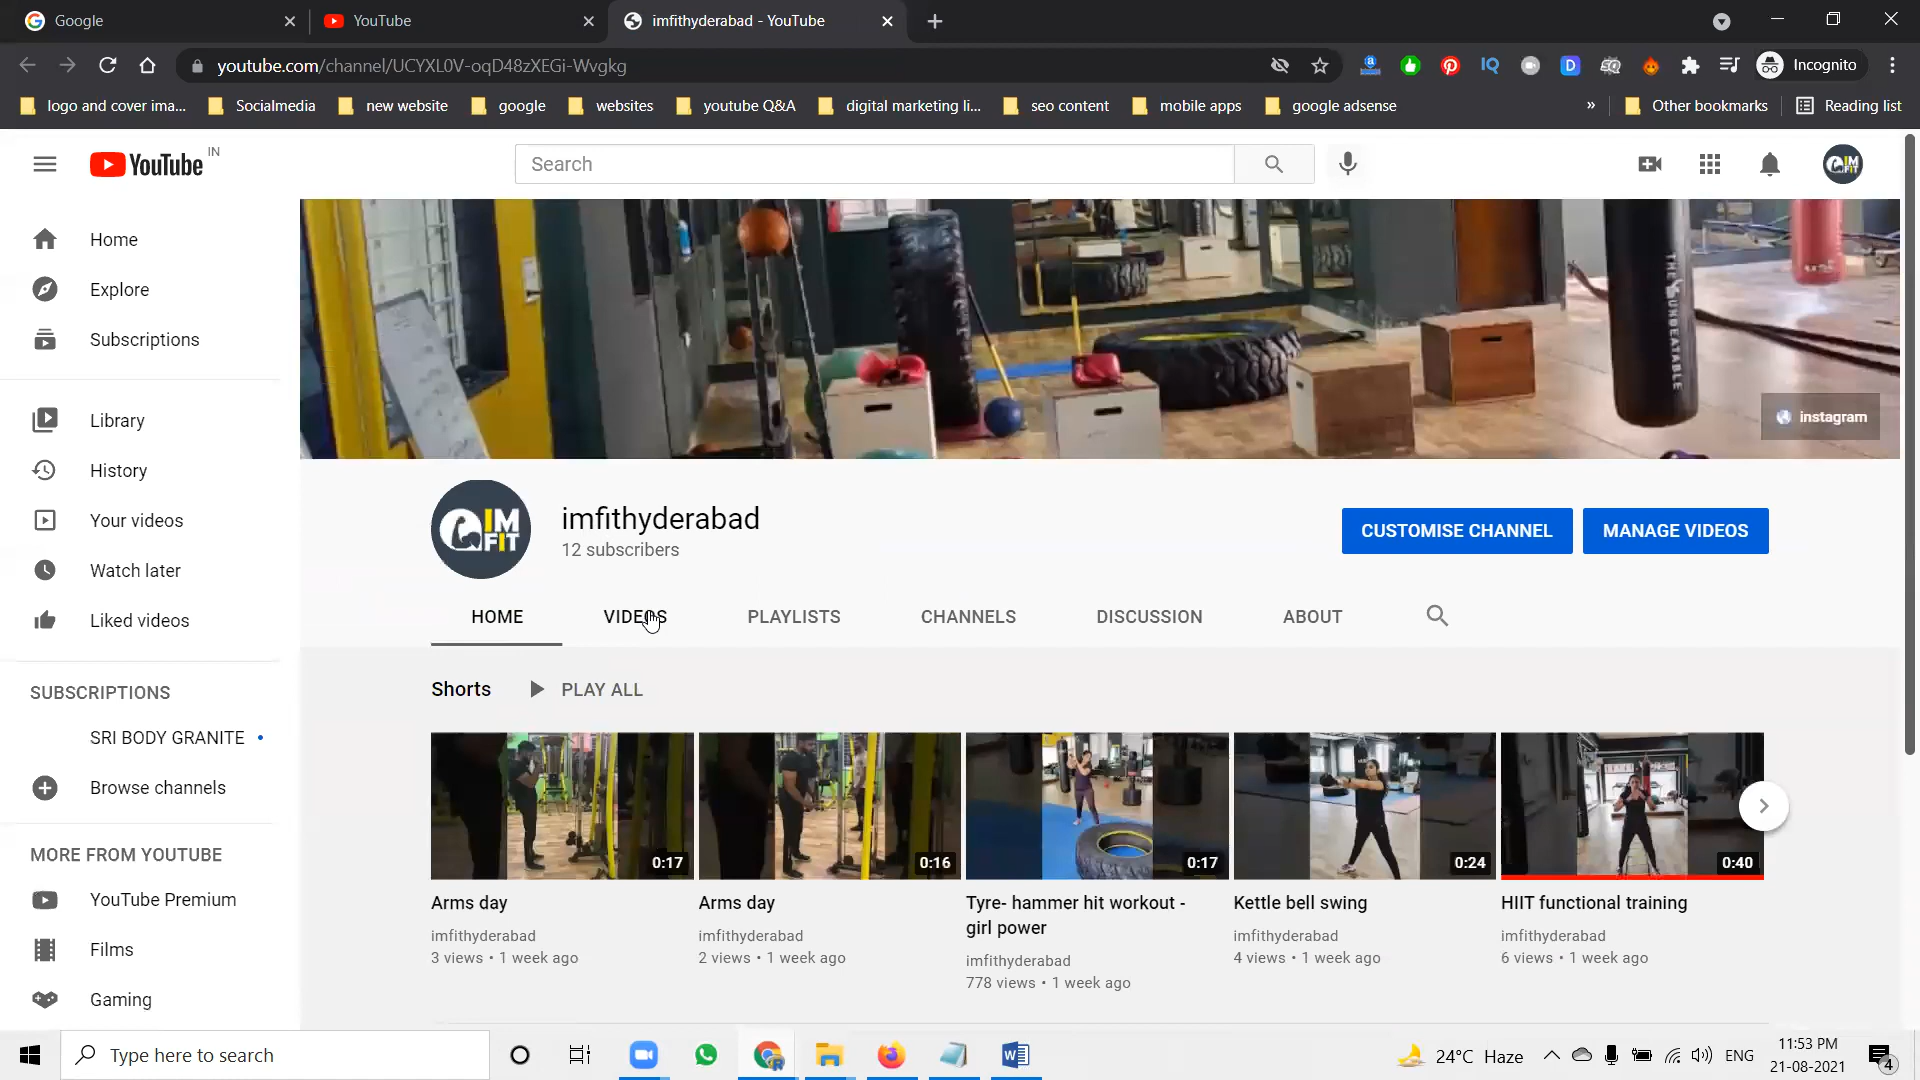 Google
YouTube
imfithyderabad - YouTube
youtube.com/channel/UCYXL0V-oqD48zXEGi-Wvgkg
Incognito
logo and cover ima...
Socialmedia
new website
google
websites
youtube Q&A
digital marketing li...
seo content
mobile apps
google adsense
»
Other bookmarks
Reading list
YouTube IN
Search
IM FIT
Home
Explore
Subscriptions
Library
History
Your videos
Watch later
Liked videos
SUBSCRIPTIONS
SRI BODY GRANITE
Browse channels
MORE FROM YOUTUBE
YouTube Premium
Films
Gaming
THE UNBEATABLE
instagram
IM
FIT
imfithyderabad
12 subscribers
CUSTOMISE CHANNEL
MANAGE VIDEOS
HOME
VIDEOS
PLAYLISTS
CHANNELS
DISCUSSION
ABOUT
Shorts
PLAY ALL
0:17
0:16
0:17
0:24
0:40
Arms day
imfithyderabad
3 views • 1 week ago
Arms day
imfithyderabad
2 views • 1 week ago
Tyre- hammer hit workout -
girl power
imfithyderabad
778 views • 1 week ago
Kettle bell swing
imfithyderabad
4 views • 1 week ago
HIIT functional training
imfithyderabad
6 views • 1 week ago
Type here to search
24°C Haze
ENG
11:53 PM
21-08-2021
4